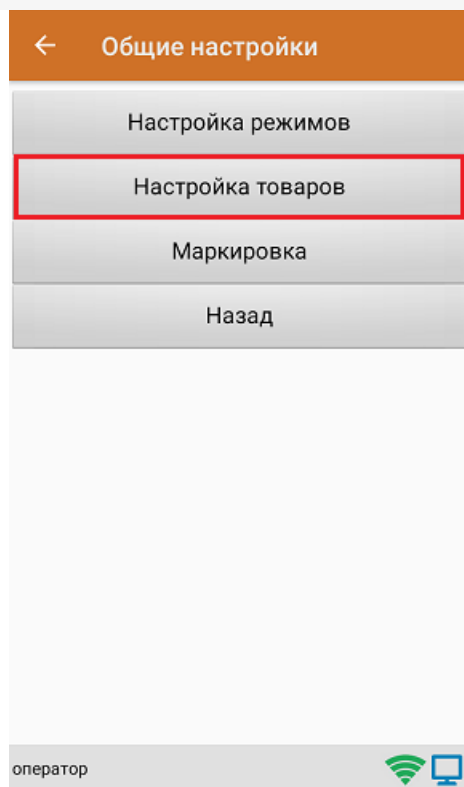 Общие настройки
Настройка режимов
Настройка товаров
Маркировка
Назад
оператор